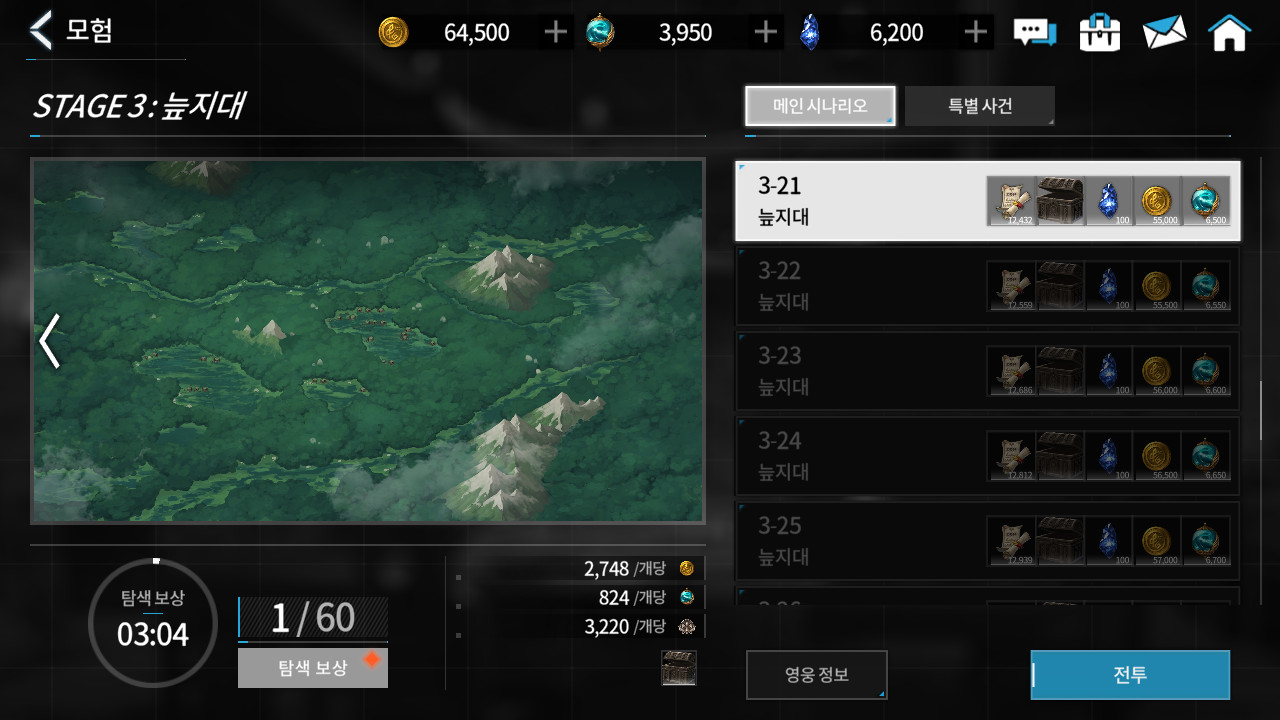 모험
64,500
3,950
6,200
STAGE 3 : 늪지대
메인 시나리오
특별 사건
3-21
늪지대
12,432
100
55,000
6,500
3-22
늪지대
12,559
100
55,500
6,550
3-23
늪지대
12,686
100
56,000
6,600
3-24
늪지대
12,812
100
56,500
6,650
3-25
늪지대
12,939
100
57,000
6,700
탐색 보상
03:04
1/60
탐색 보상
2,748 /개당
824 /개당
3,220 /개당
영웅 정보
전투